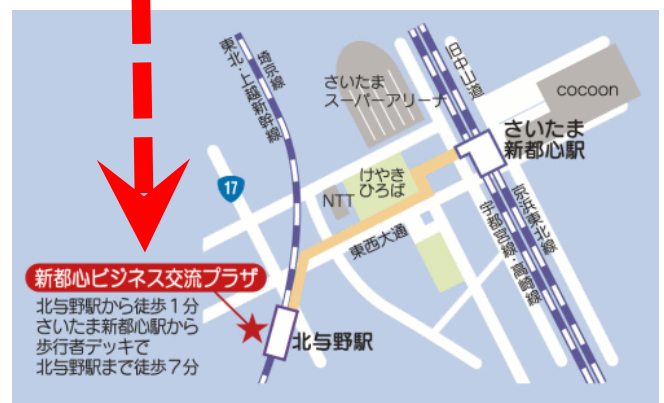 東北・上越新幹線
埼京線
さいたま
スーパーアリーナ
旧中山道
cocoon
さいたま
新都心駅
けやき
ひろば
NTT
17
東西大通
京浜東北線
宇都宮線・高崎線
新都心ビジネス交流プラザ
北与野駅から徒歩1分
さいたま新都心駅から
歩行者デッキで
北与野駅まで徒歩7分
北与野駅